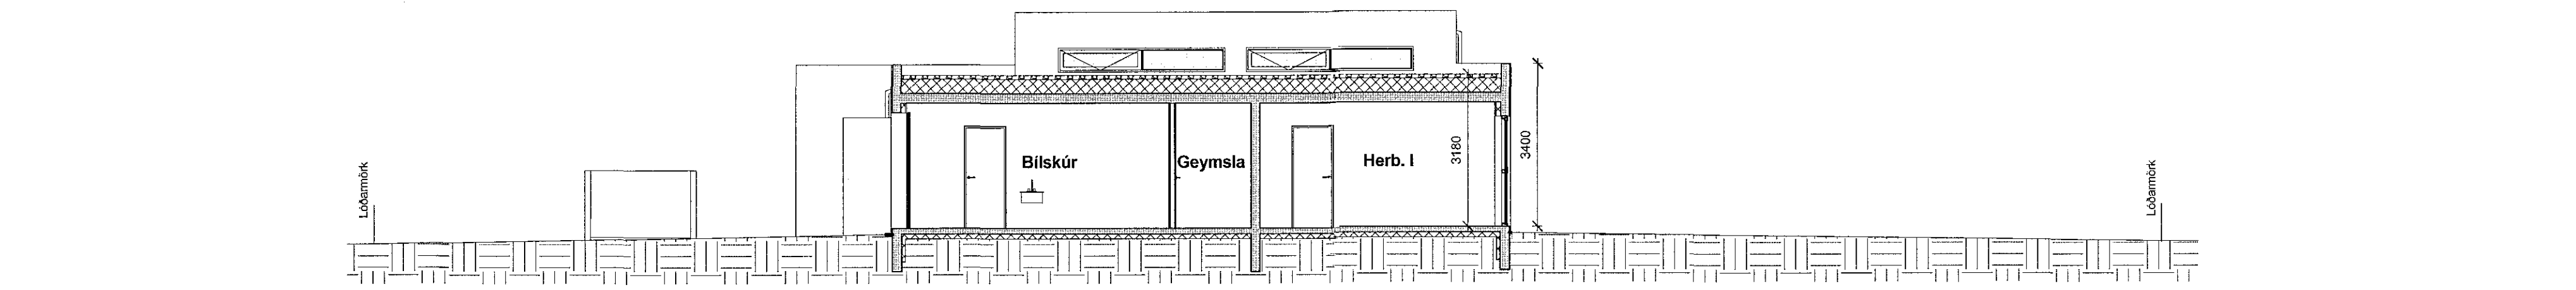 Lóðarmörk
Bílskúr
Geymsla
Herb. I
3180
3400
Lóðarmörk